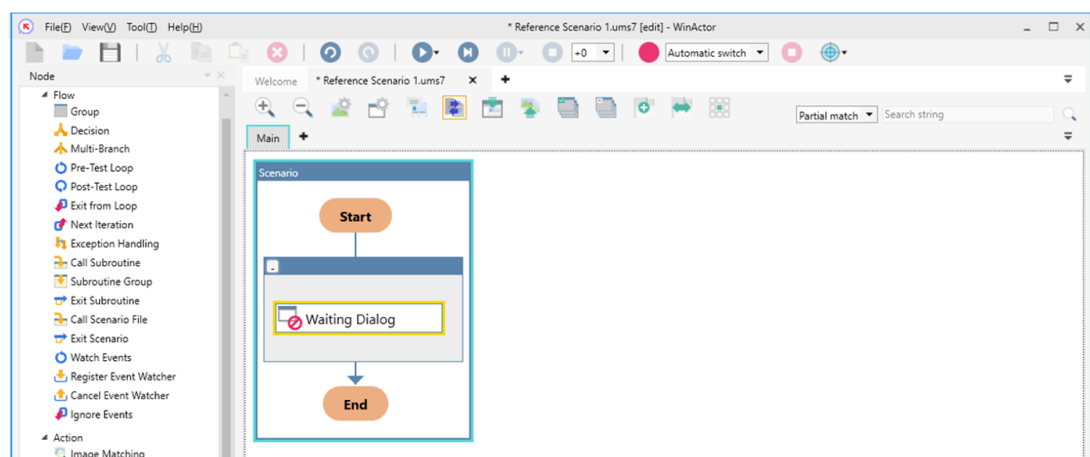 File(F) View(V) Tool(T) Help(H)
* Reference Scenario 1.ums7 [edit] - WinActor
+0
Automatic switch
Node
Welcome
* Reference Scenario 1.ums7
Flow
Group
Decision
Multi-Branch
Pre-Test Loop
Post-Test Loop
Exit from Loop
Next Iteration
Exception Handling
Call Subroutine
Subroutine Group
Exit Subroutine
Call Scenario File
Exit Scenario
Watch Events
Register Event Watcher
Cancel Event Watcher
Ignore Events
Action
Image Matching
Partial match
Search string
Main
Scenario
Start
Waiting Dialog
End